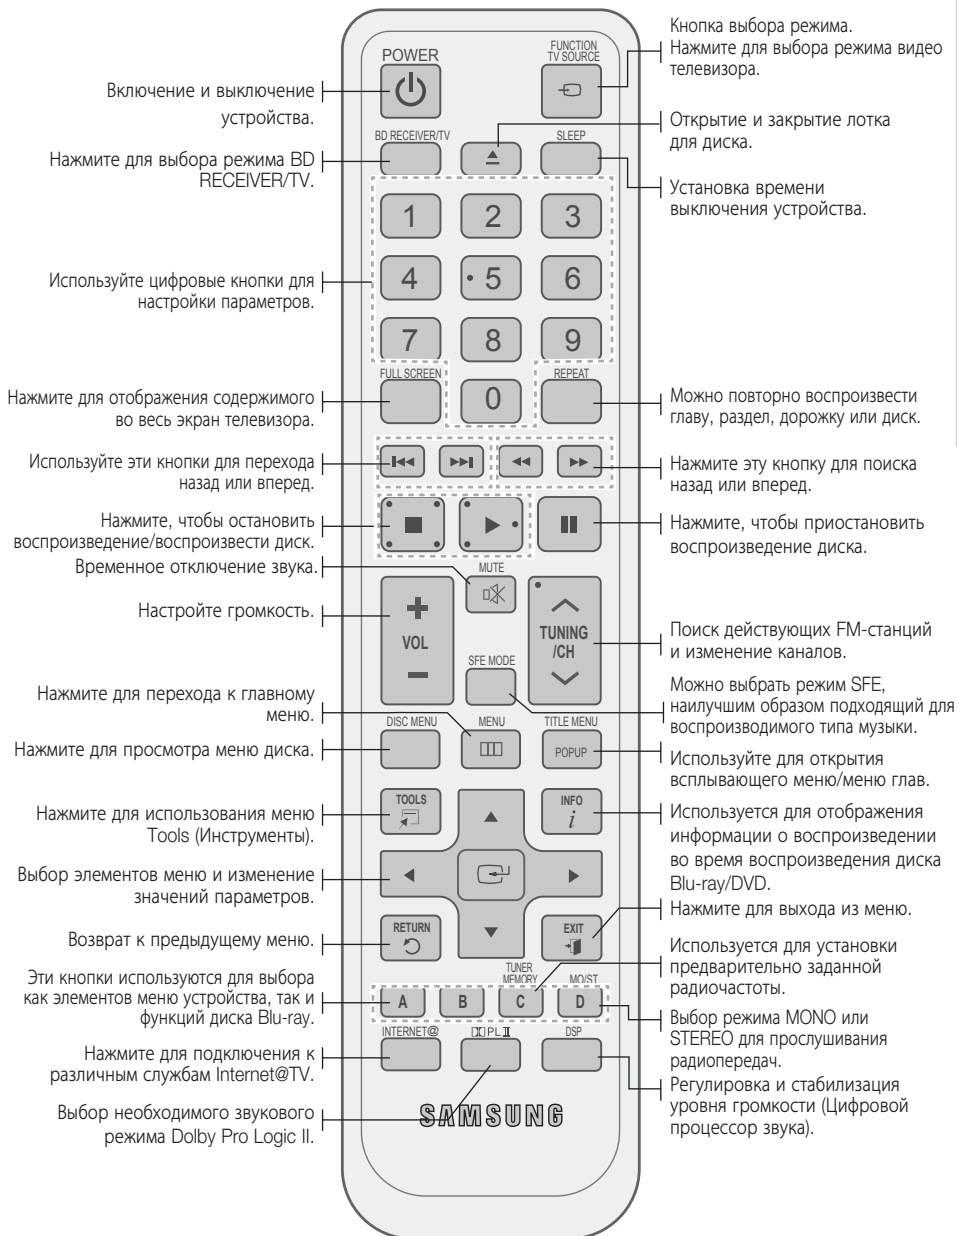 Кнопка выбора режима.
Нажмите для выбора режима видео
телевизора.
POWER
FUNCTION
TV SOURCE
Включение и выключение
устройства.
Открытие и закрытие лотка
для диска.
BD RECEIVER/TV
SLEEP
Нажмите для выбора режима BD
RECEIVER/TV.
Установка времени
выключения устройства.
1
2
3
Используйте цифровые кнопки для
настройки параметров.
4
5
6
7
8
9
FULL SCREEN
REPEAT
0
Нажмите для отображения содержимого
во весь экран телевизора.
Можно повторно воспроизвести
главу, раздел, дорожку или диск.
Используйте эти кнопки для перехода
назад или вперед.
Нажмите эту кнопку для поиска
назад или вперед.
Нажмите, чтобы остановить
воспроизведение/воспроизвести диск.
Нажмите, чтобы приостановить
воспроизведение диска.
Временное отключение звука.
MUTE
Настройте громкость.
VOL
TUNING
/CH
Поиск действующих FM-станций
и изменение каналов.
SFE MODE
Можно выбрать режим SFE,
наилучшим образом подходящий для
воспроизводимого типа музыки.
Нажмите для перехода к главному
меню.
DISC MENU
MENU
TITLE MENU
POPUP
Нажмите для просмотра меню диска.
Используйте для открытия
всплывающего меню/меню глав.
TOOLS
INFO
i
Нажмите для использования меню
Tools (Инструменты).
Используется для отображения
информации о воспроизведении
во время воспроизведения диска
Blu-ray/DVD.
Выбор элементов меню и изменение
значений параметров.
RETURN
EXIT
Нажмите для выхода из меню.
Возврат к предыдущему меню.
Используется для установки
предварительно заданной
радиочастоты.
TUNER
MEMORY
MO/ST
Эти кнопки используются для выбора
как элементов меню устройства, так и
функций диска Blu-ray.
A
B
C
D
Выбор режима MONO или
STEREO для прослушивания
радиопередач.
INTERNET@
PL II
DSP
Нажмите для подключения к
различным службам Internet@TV.
Регулировка и стабилизация
уровня громкости (Цифровой
процессор звука).
Выбор необходимого звукового
режима Dolby Pro Logic II.
SAMSUNG